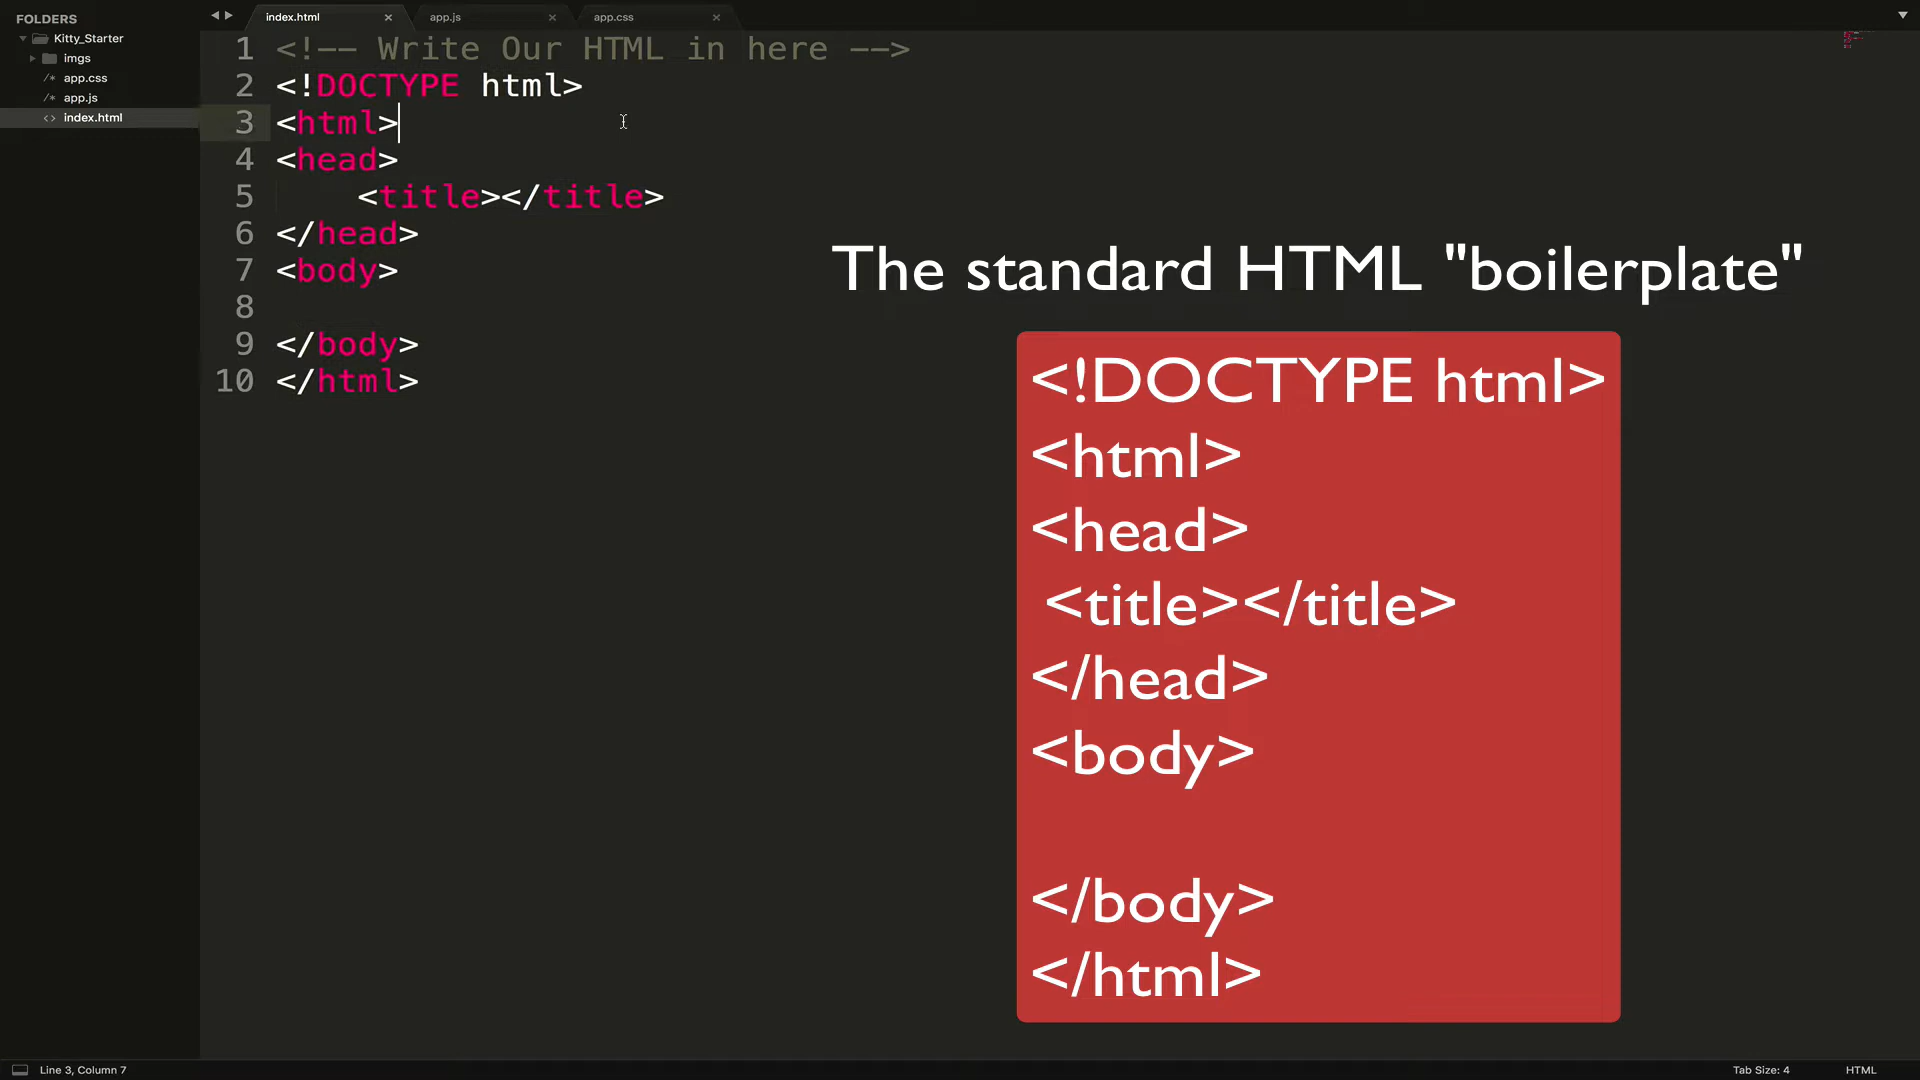 FOLDERS
Kitty_Starter
imgs
/* app.css
/* app.js
<> index.html
index.html ×
app.js ×
app.css ×
1 <!-- Write Our HTML in here -->
2 <!DOCTYPE html>
3 <html>
4 <head>
5 <title></title>
6 </head>
7 <body>
8
9 </body>
10 </html>
The standard HTML "boilerplate"
<!DOCTYPE html>
<html>
<head>
<title></title>
</head>
<body>
</body>
</html>
Line 3, Column 7
Tab Size: 4
HTML